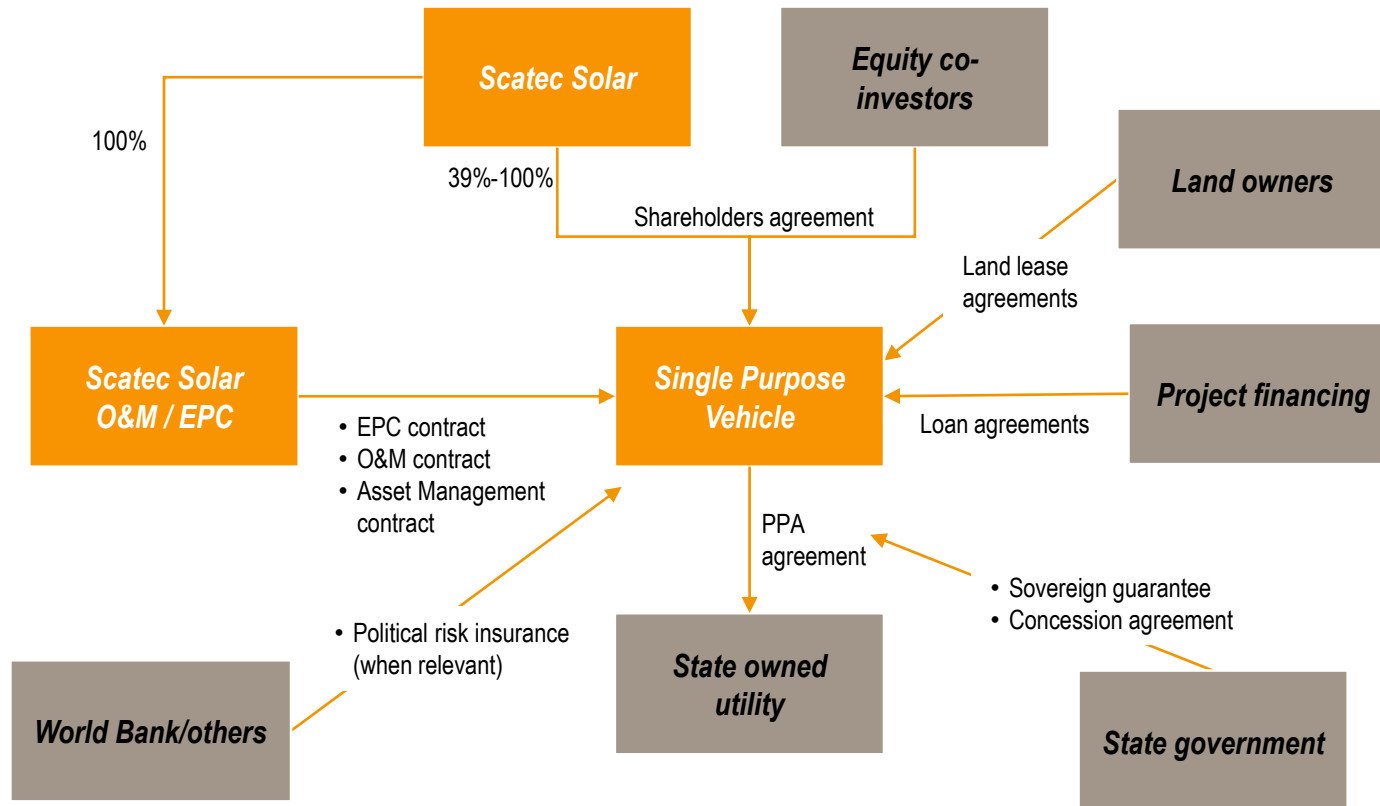 Scatec Solar
Equity co-
investors
100%
39%-100%
Land owners
Shareholders agreement
Land lease
agreements
Scatec Solar
O&M / EPC
Single Purpose
Vehicle
Project financing
Loan agreements
• EPC contract
• O&M contract
• Asset Management
contract
PPA
agreement
• Sovereign guarantee
• Concession agreement
• Political risk insurance
(when relevant)
State owned
utility
World Bank/others
State government